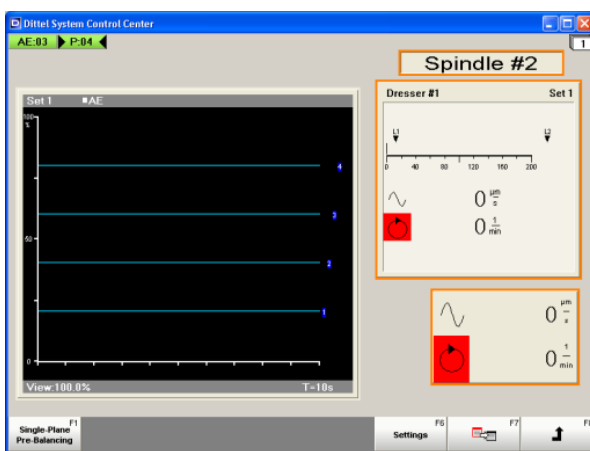 Dittel System Control Center
AE:03 P:04
1
Spindle #2
Set 1 ■AE
100
%
50
0
4
3
2
1
View:100.0% T=10s
Dresser #1 Set 1
L1 L2
0 40 80 120 160 200
0 µm/s
0 1/min
0 µm/s
0 1/min
F1
Single-Plane
Pre-Balancing
F6
Settings
F7